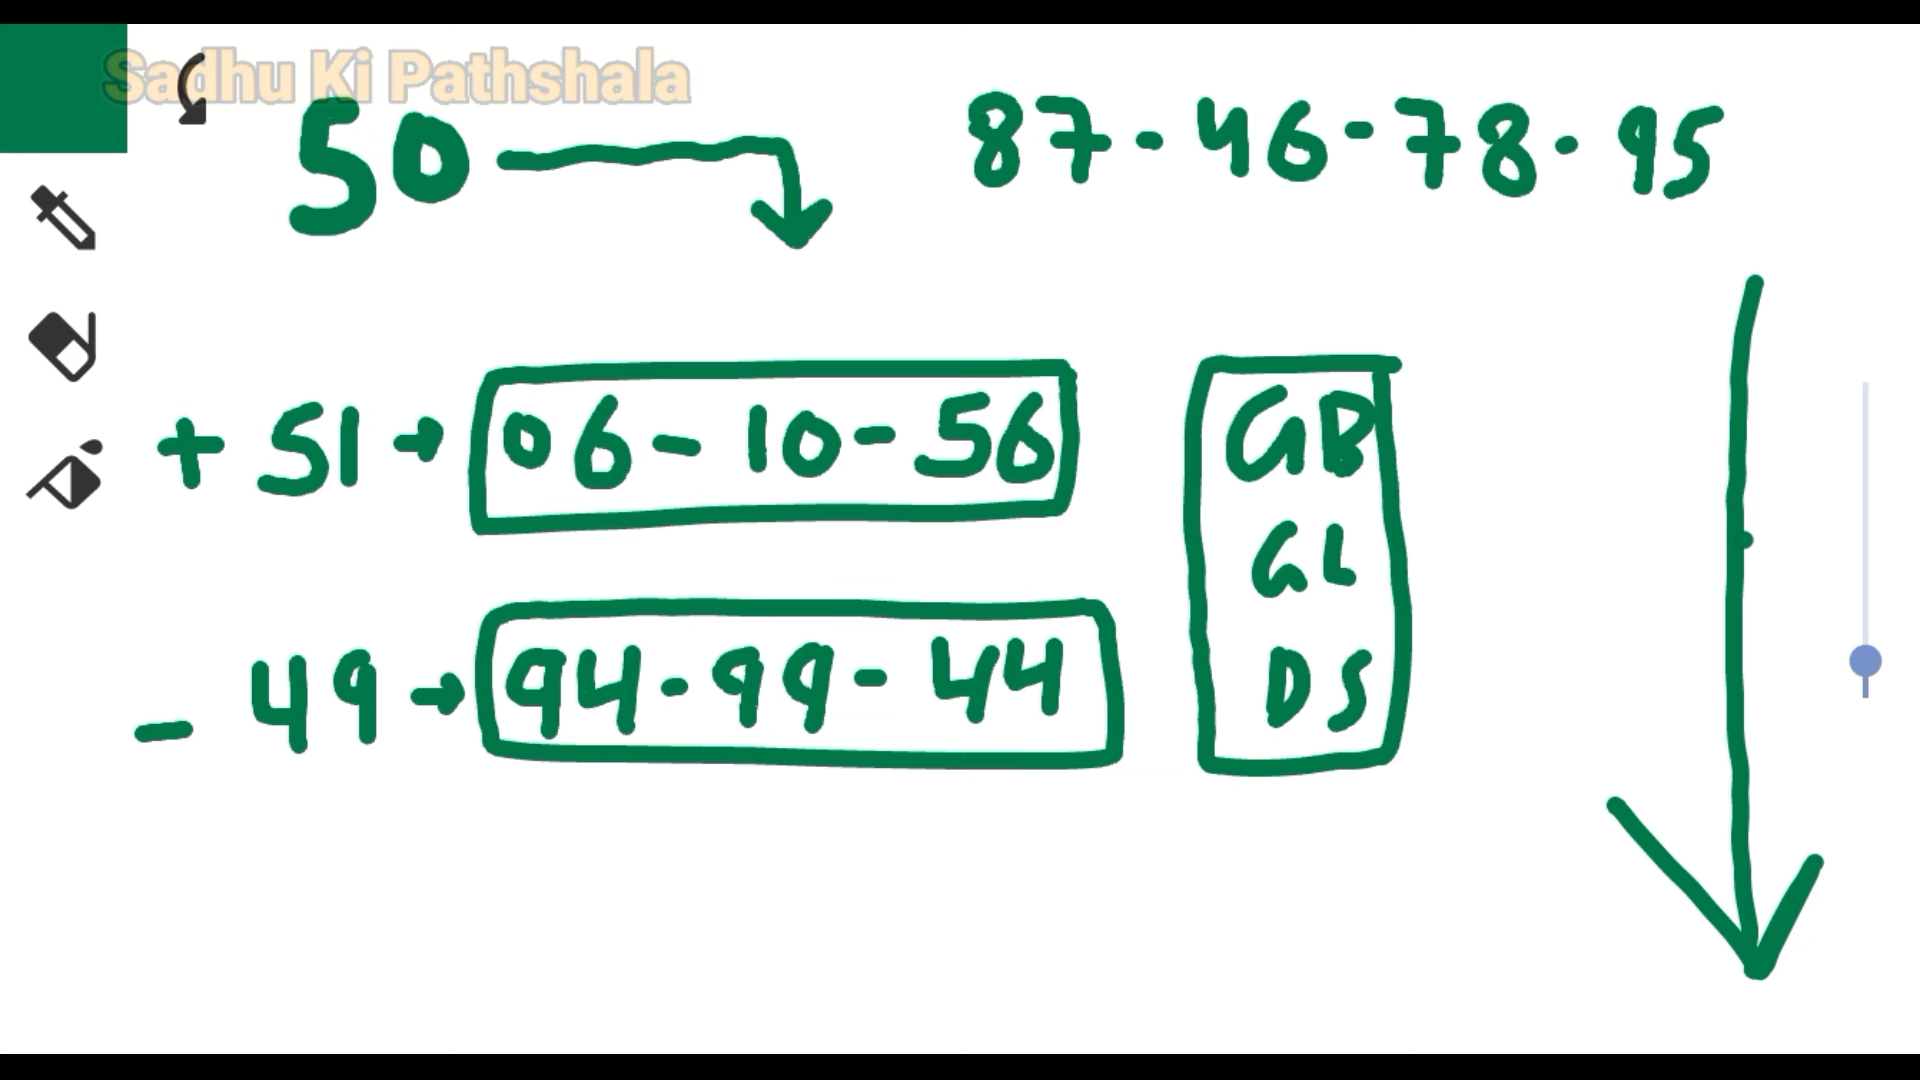 Sadhu Ki Pathshala
50 87-46-78-95
+ 51 → 06-10-56
GB
GL
- 49 → 94-99-44
DS